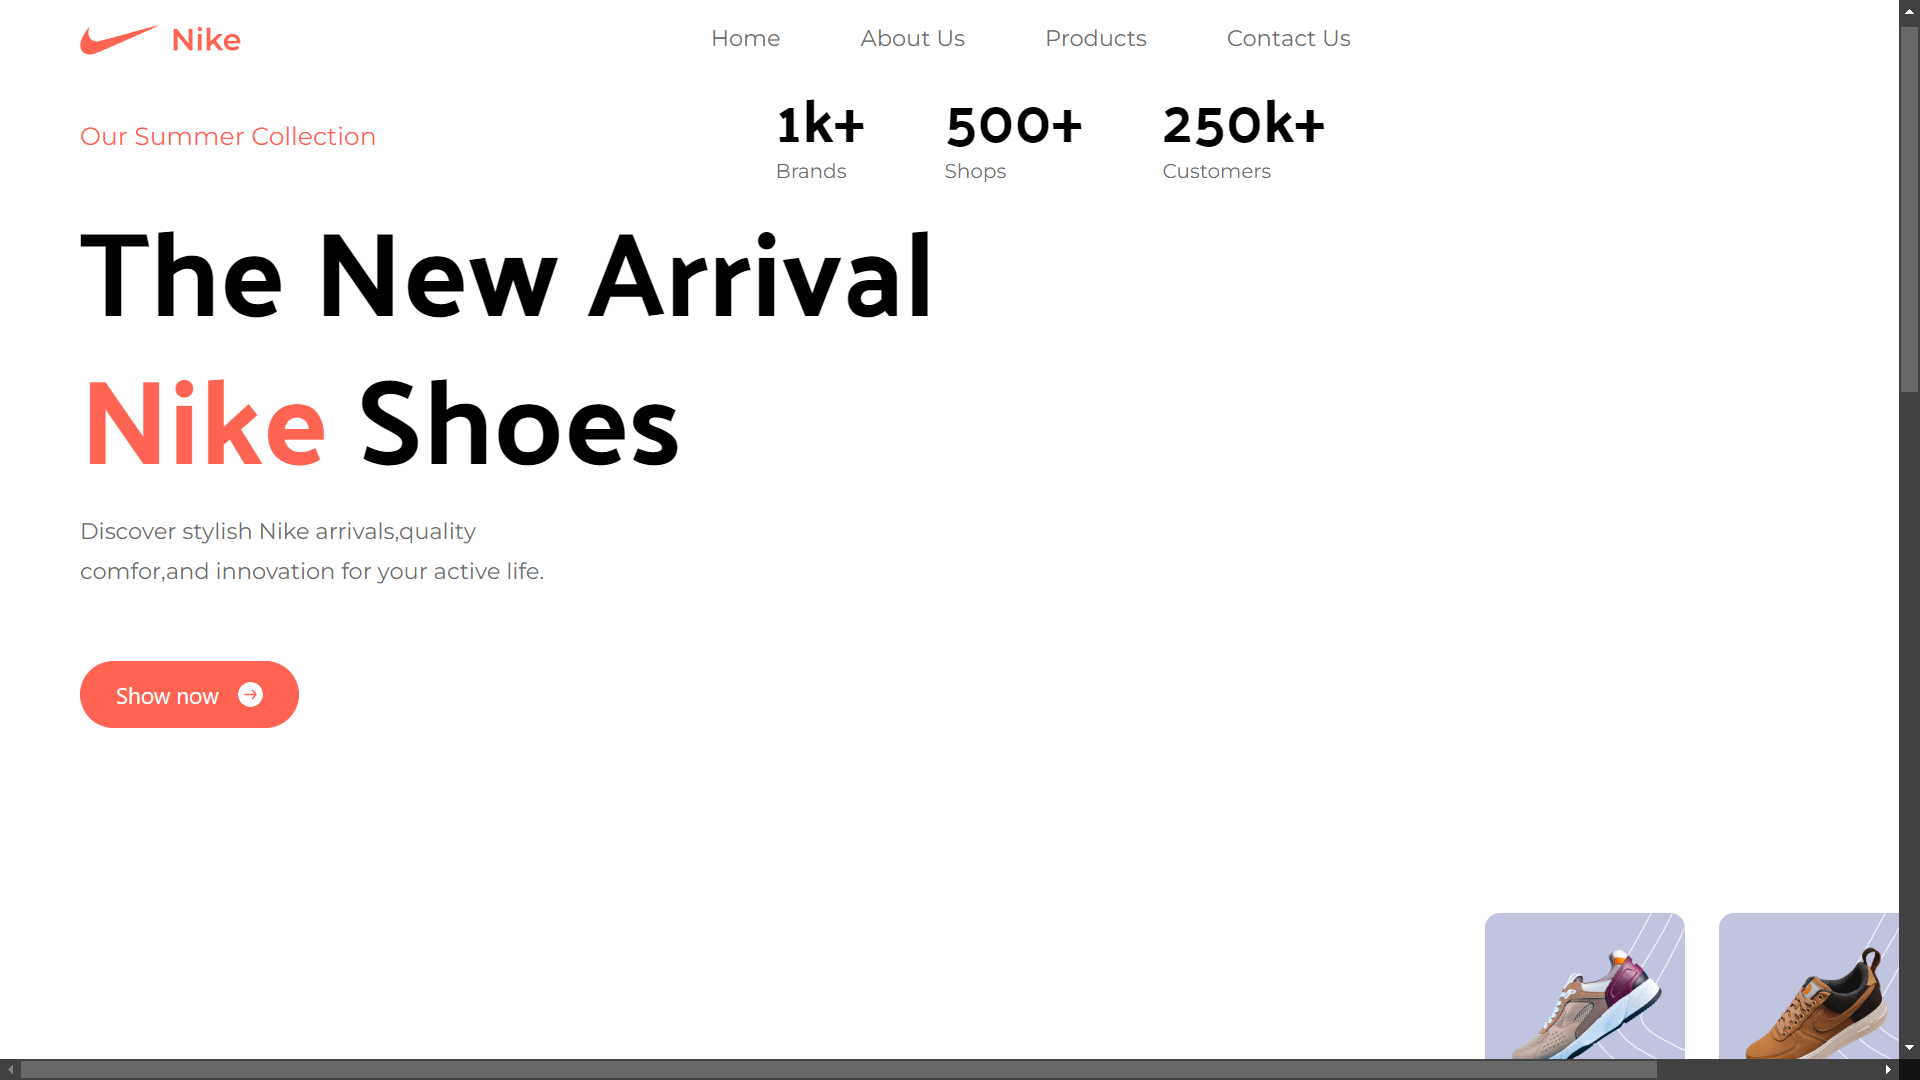 Nike
Home
About Us
Products
Contact Us
Our Summer Collection
1k+
Brands
500+
Shops
250k+
Customers
The New Arrival
Nike Shoes
Discover stylish Nike arrivals,quality
comfor,and innovation for your active life.
Show now